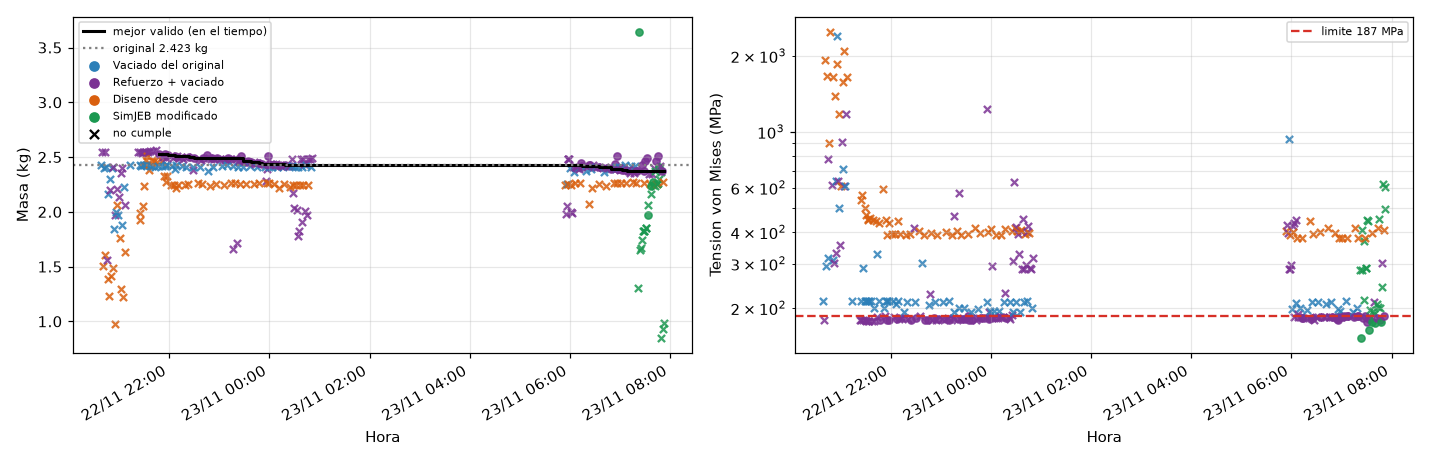 Masa (kg)
3.5
3.0
2.5
2.0
1.5
1.0
mejor valido (en el tiempo)
original 2.423 kg
Vaciado del original
Refuerzo + vaciado
Diseno desde cero
SimJEB modificado
no cumple
22/11 22:00
23/11 00:00
23/11 02:00
23/11 04:00
23/11 06:00
23/11 08:00
Hora
Tension von Mises (MPa)
2 × 10³
10³
6 × 10²
4 × 10²
3 × 10²
2 × 10²
limite 187 MPa
22/11 22:00
23/11 00:00
23/11 02:00
23/11 04:00
23/11 06:00
23/11 08:00
Hora